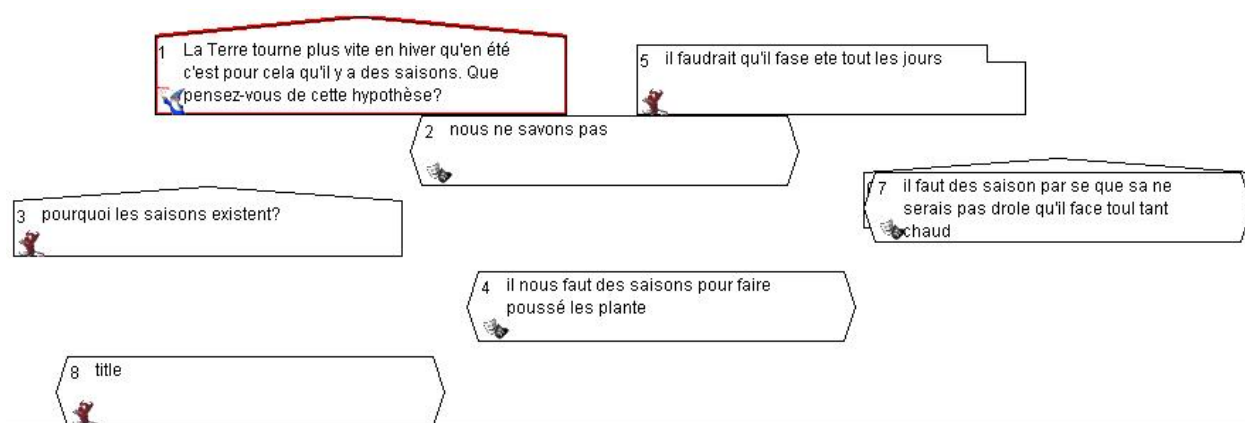 1 La Terre tourne plus vite en hiver qu'en été
c'est pour cela qu'il y a des saisons. Que
pensez-vous de cette hypothèse?
5 il faudrait qu'il fase ete tout les jours
2 nous ne savons pas
7 il faut des saison par se que sa ne
serais pas drole qu'il face toul tant
chaud
3 pourquoi les saisons existent?
4 il nous faut des saisons pour faire
poussé les plante
8 title